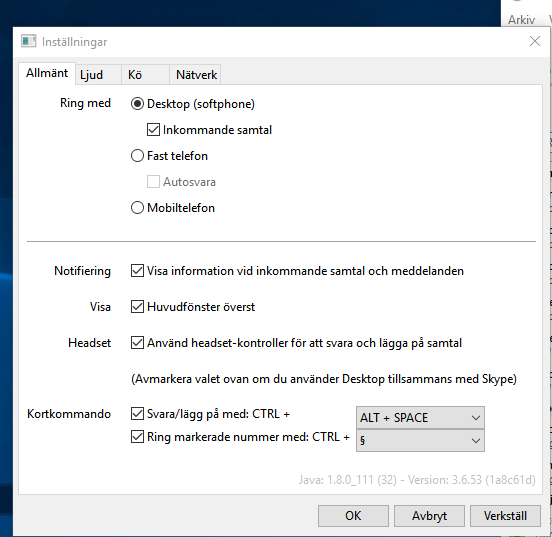 Arkiv
Inställningar
Allmänt Ljud Kö Nätverk
Ring med Desktop (softphone)
Inkommande samtal
Fast telefon
Autosvara
Mobiltelefon
Notifiering Visa information vid inkommande samtal och meddelanden
Visa Huvudfönster överst
Headset Använd headset-kontroller för att svara och lägga på samtal
(Avmarkera valet ovan om du använder Desktop tillsammans med Skype)
Kortkommando Svara/lägg på med: CTRL + ALT + SPACE
Ring markerade nummer med: CTRL + §
Java: 1.8.0_111 (32) - Version: 3.6.53 (1a8c61d)
OK Avbryt Verkställ